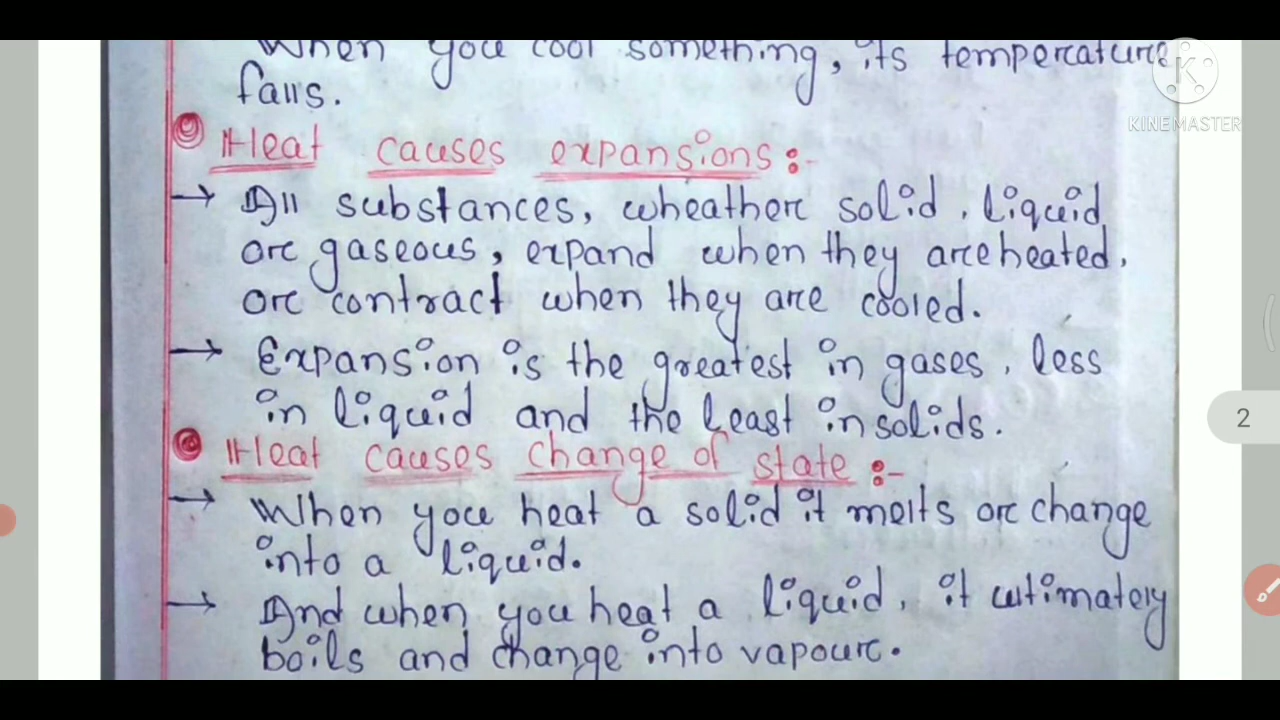 When you cool something, its temperature
falls.
Heat causes expansions :-
→ All substances, wheather solid, liquid
or gaseous, expand when they are heated,
or contract when they are cooled.
→ Expansion is the greatest in gases, less
in liquid and the least in solids.
Heat causes change of state :-
→ When you heat a solid it melts or change
into a liquid.
→ And when you heat a liquid, it ultimately
boils and change into vapour.
K
KINEMASTER
2